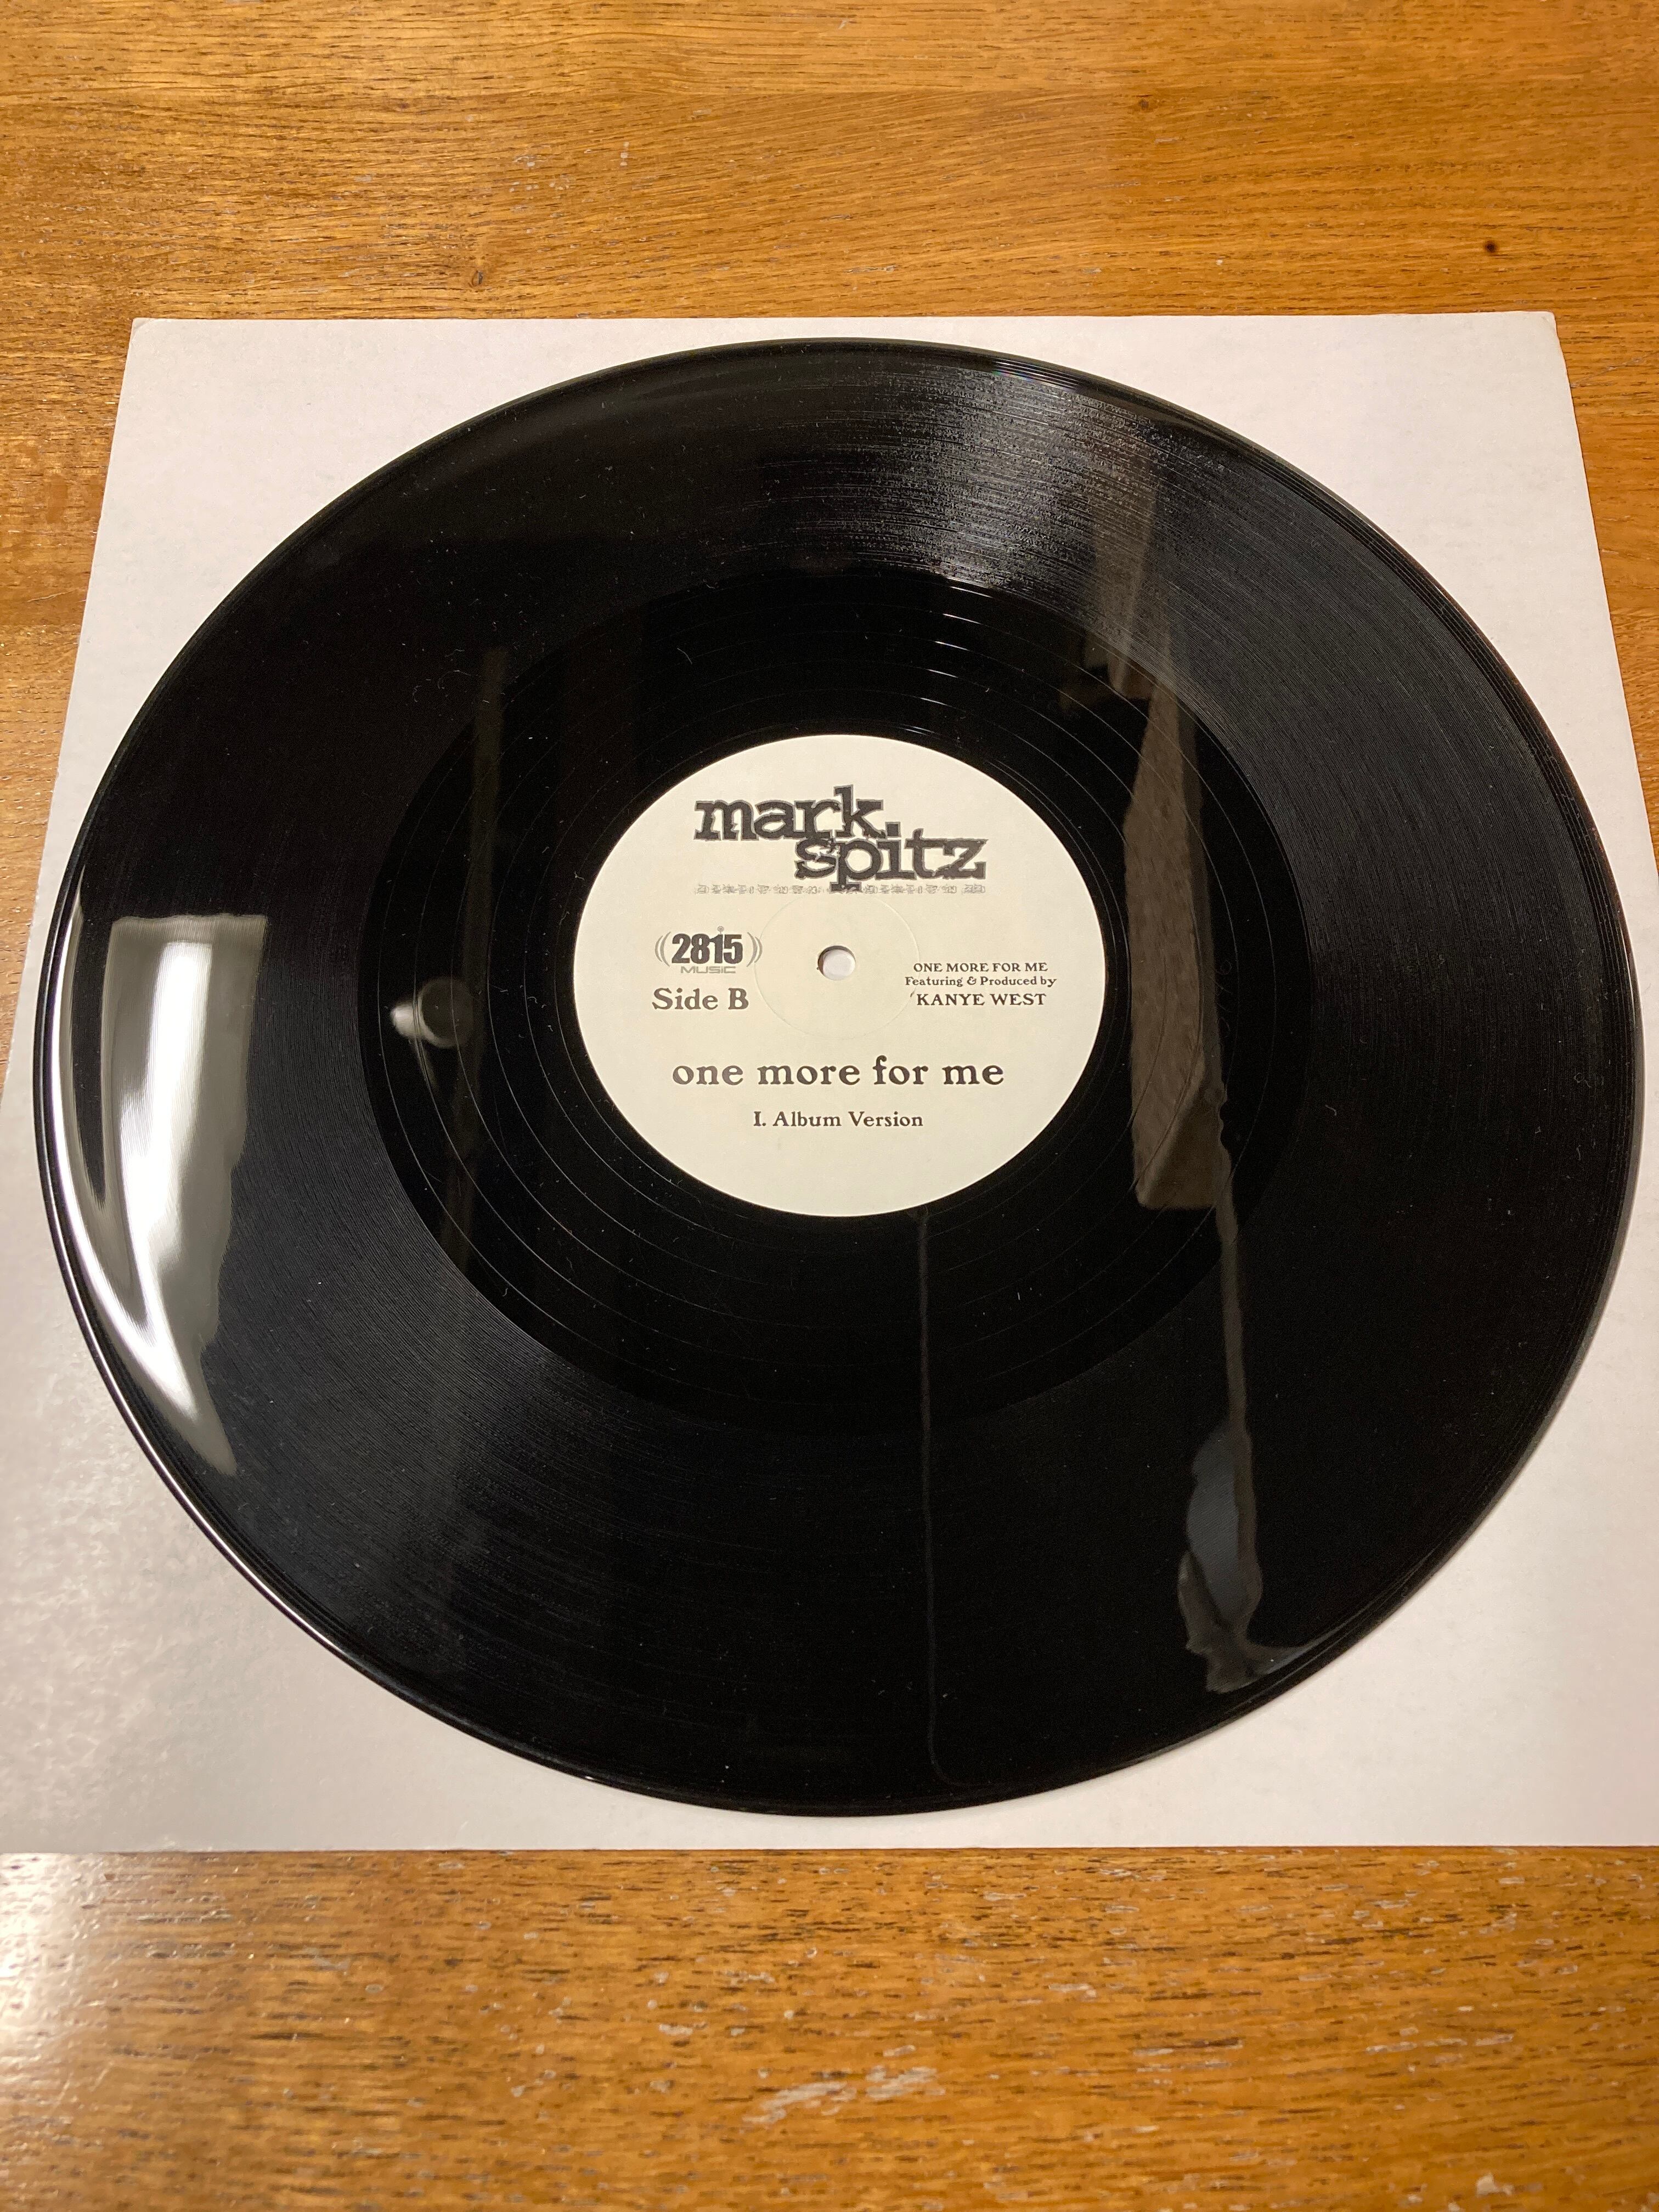 mark
spitz
(2815)
MUSIC
Side B
ONE MORE FOR ME
Featuring & Produced by
KANYE WEST
one more for me
I. Album Version